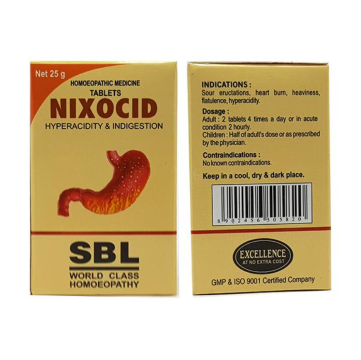 Net 25 g
HOMOEOPATHIC MEDICINE
TABLETS
NIXOCID
HYPERACIDITY & INDIGESTION
SBL
WORLD CLASS
HOMOEOPATHY
INDICATIONS :
Sour eructations, heart burn, heaviness,
flatulence, hyperacidity.
Dosage :
Adult : 2 tablets 4 times a day or in acute
condition 2 hourly.
Children : Half of adult's dose or as prescribed
by the physician.
Contraindications :
No known contraindications.
Keep in a cool, dry & dark place.
8902456505820
EXCELLENCE
AT NO EXTRA COST
GMP & ISO 9001 Certified Company